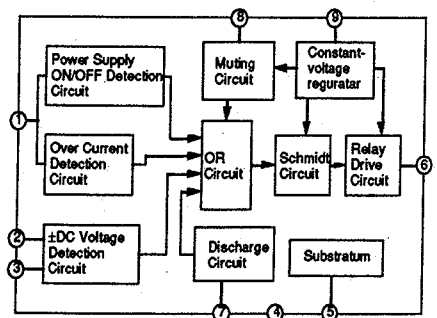 8
9
Power Supply
ON/OFF Detection
Circuit
Muting
Circuit
Constant-
voltage
reguratar
1
Over Current
Detection
Circuit
OR
Circuit
Schmidt
Circuit
Relay
Drive
Circuit
6
2
3
±DC Voltage
Detection
Circuit
Discharge
Circuit
Substratum
7
4
5